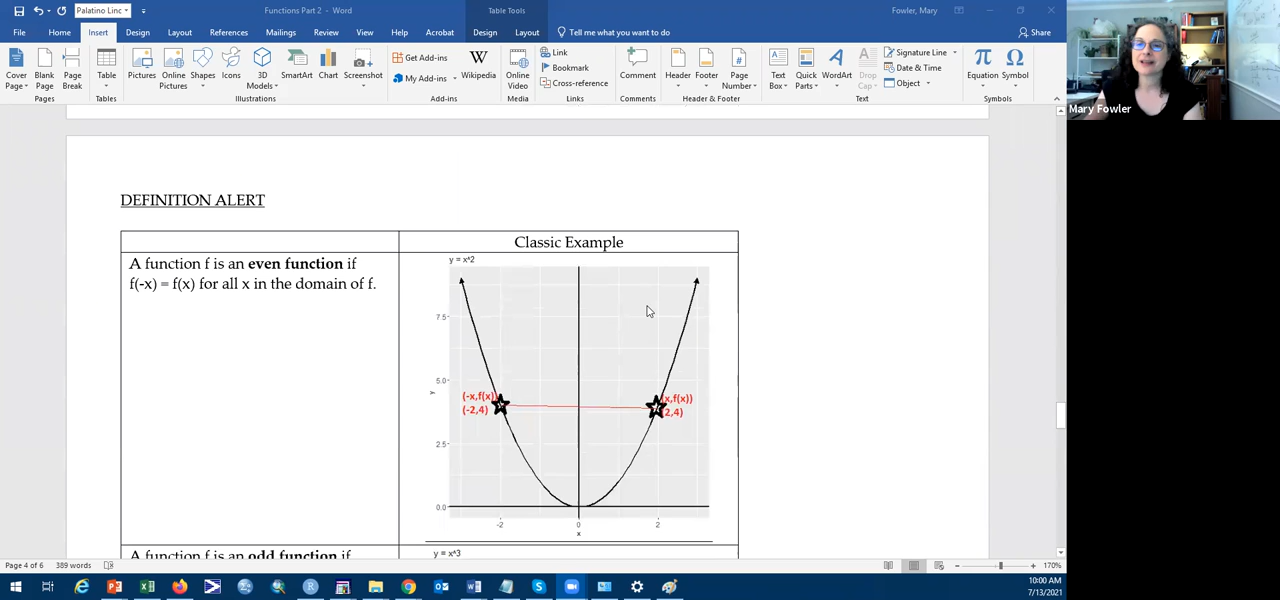 Palatino Linc
Functions Part 2 - Word
Table Tools
Fowler, Mary
File
Home
Insert
Design
Layout
References
Mailings
Review
View
Help
Acrobat
Design
Layout
Tell me what you want to do
Share
Cover Page
Blank Page
Page Break
Pages
Table
Tables
Pictures
Online Pictures
Shapes
Icons
3D Models
SmartArt
Chart
Screenshot
Illustrations
Get Add-ins
My Add-ins
Wikipedia
Add-ins
Online Video
Media
Link
Bookmark
Cross-reference
Links
Comment
Comments
Header
Footer
Page Number
Header & Footer
Text Box
Quick Parts
WordArt
Drop Cap
Signature Line
Date & Time
Object
Text
Equation
Symbol
Symbols
Mary Fowler
DEFINITION ALERT
Classic Example
A function f is an even function if
f(-x) = f(x) for all x in the domain of f.
y = x^2
7.5
5.0
y
2.5
0.0
(-x,f(x))
(-2,4)
(x,f(x))
(2,4)
-2
0
2
x
A function f is an odd function if
y = x^3
Page 4 of 6
389 words
170%
10:00 AM
7/13/2021